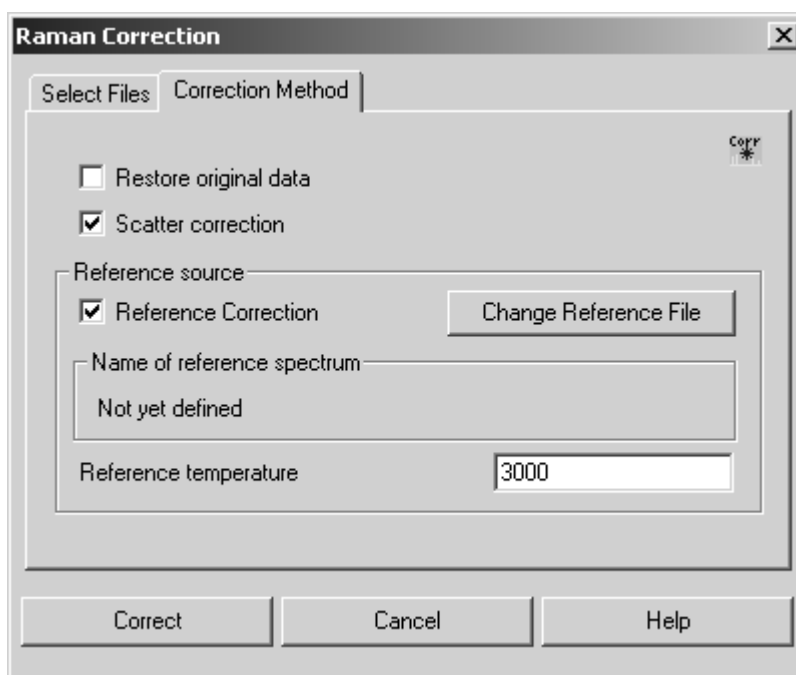 Raman Correction
Select Files Correction Method
Corr
Restore original data
Scatter correction
Reference source
Reference Correction Change Reference File
Name of reference spectrum
Not yet defined
Reference temperature 3000
Correct Cancel Help